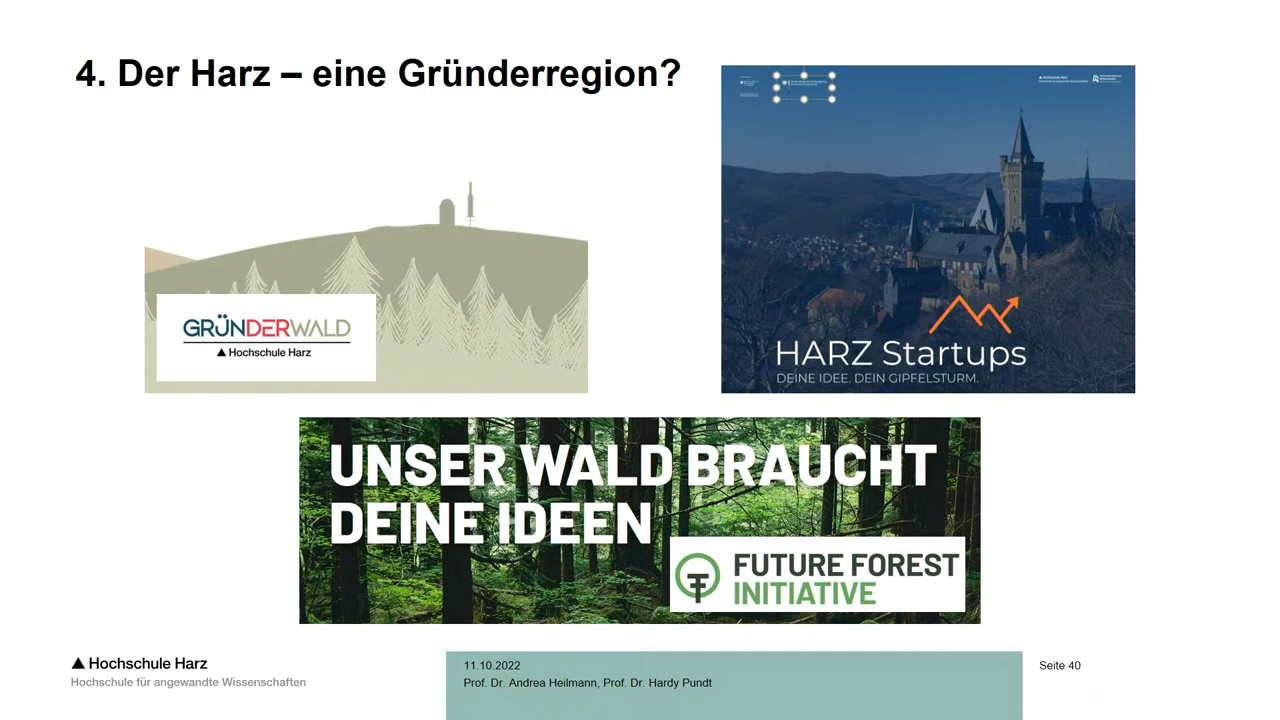 4. Der Harz – eine Gründerregion?
Hochschule Harz
GRÜNDERWALD
Hochschule Harz
HARZ Startups
DEINE IDEE. DEIN GIPFELSTURM.
UNSER WALD BRAUCHT
DEINE IDEEN
FUTURE FOREST
INITIATIVE
Hochschule Harz
Hochschule für angewandte Wissenschaften
11.10.2022
Prof. Dr. Andrea Heilmann, Prof. Dr. Hardy Pundt
Seite 40